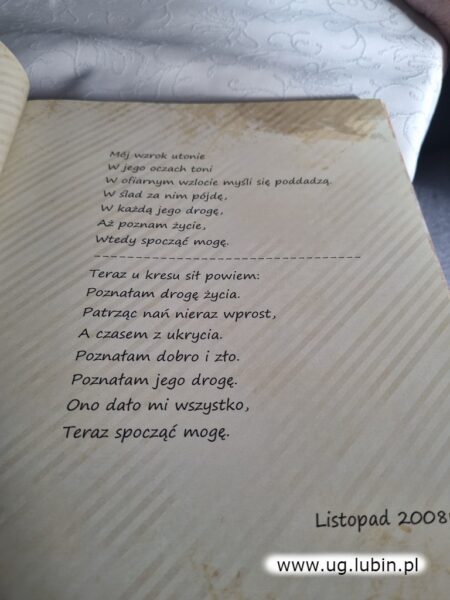 Mój wzrok utonie
W jego oczach toni
W ofiarnym wzlocie myśli się poddadzą.
W ślad za nim pójdę,
W każdą jego drogę,
Aż poznam życie,
Wtedy spocząć mogę.
Teraz u kresu sił powiem:
Poznałam drogę życia.
Patrząc nań nieraz wprost,
A czasem z ukrycia.
Poznałam dobro i zło.
Poznałam jego drogę.
Ono dało mi wszystko,
Teraz spocząć mogę.
Listopad 2008
www.ug.lubin.pl